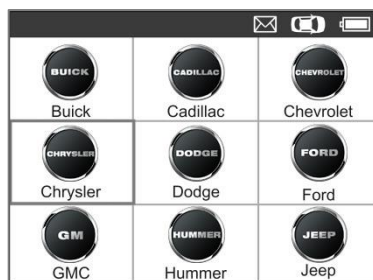 BUICK CADILLAC CHEVROLET
Buick Cadillac Chevrolet
CHRYSLER DODGE FORD
Chrysler Dodge Ford
GM HUMMER JEEP
GMC Hummer Jeep